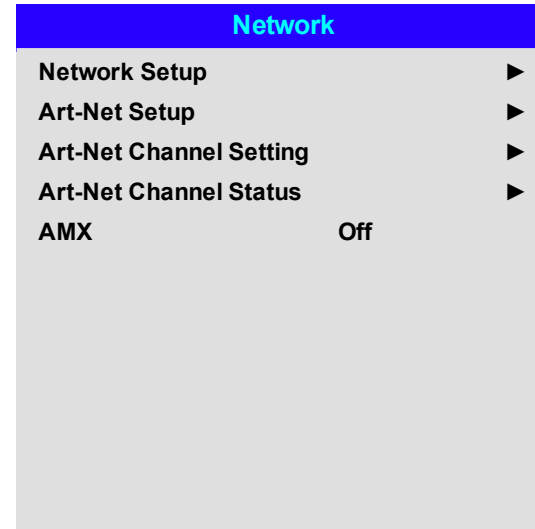 Network
Network Setup ►
Art-Net Setup ►
Art-Net Channel Setting ►
Art-Net Channel Status ►
AMX Off